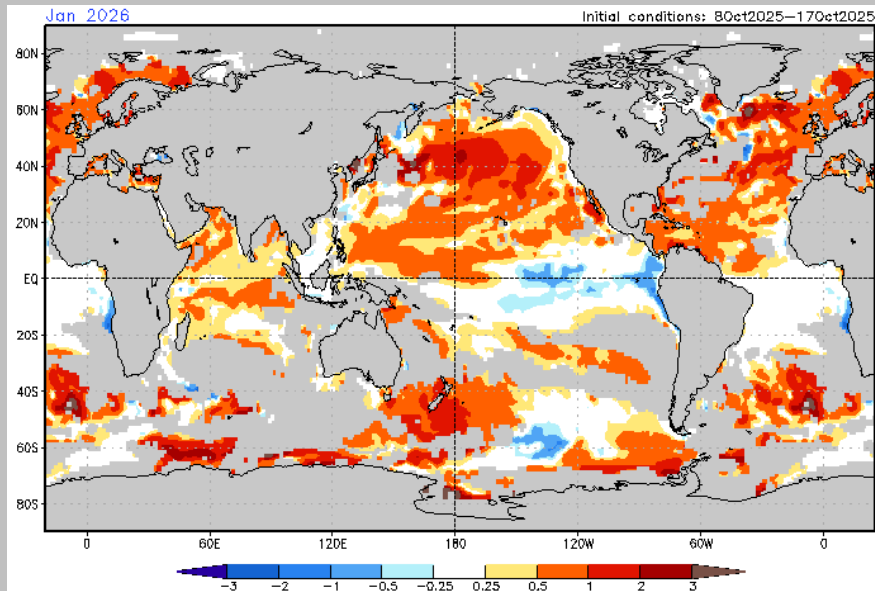 Jan 2026
Initial conditions: 8Oct2025–17Oct2025
80N
60N
40N
20N
EQ
20S
40S
60S
80S
0 60E 120E 180 120W 60W 0
-3 -2 -1 -0.5 -0.25 0.25 0.5 1 2 3